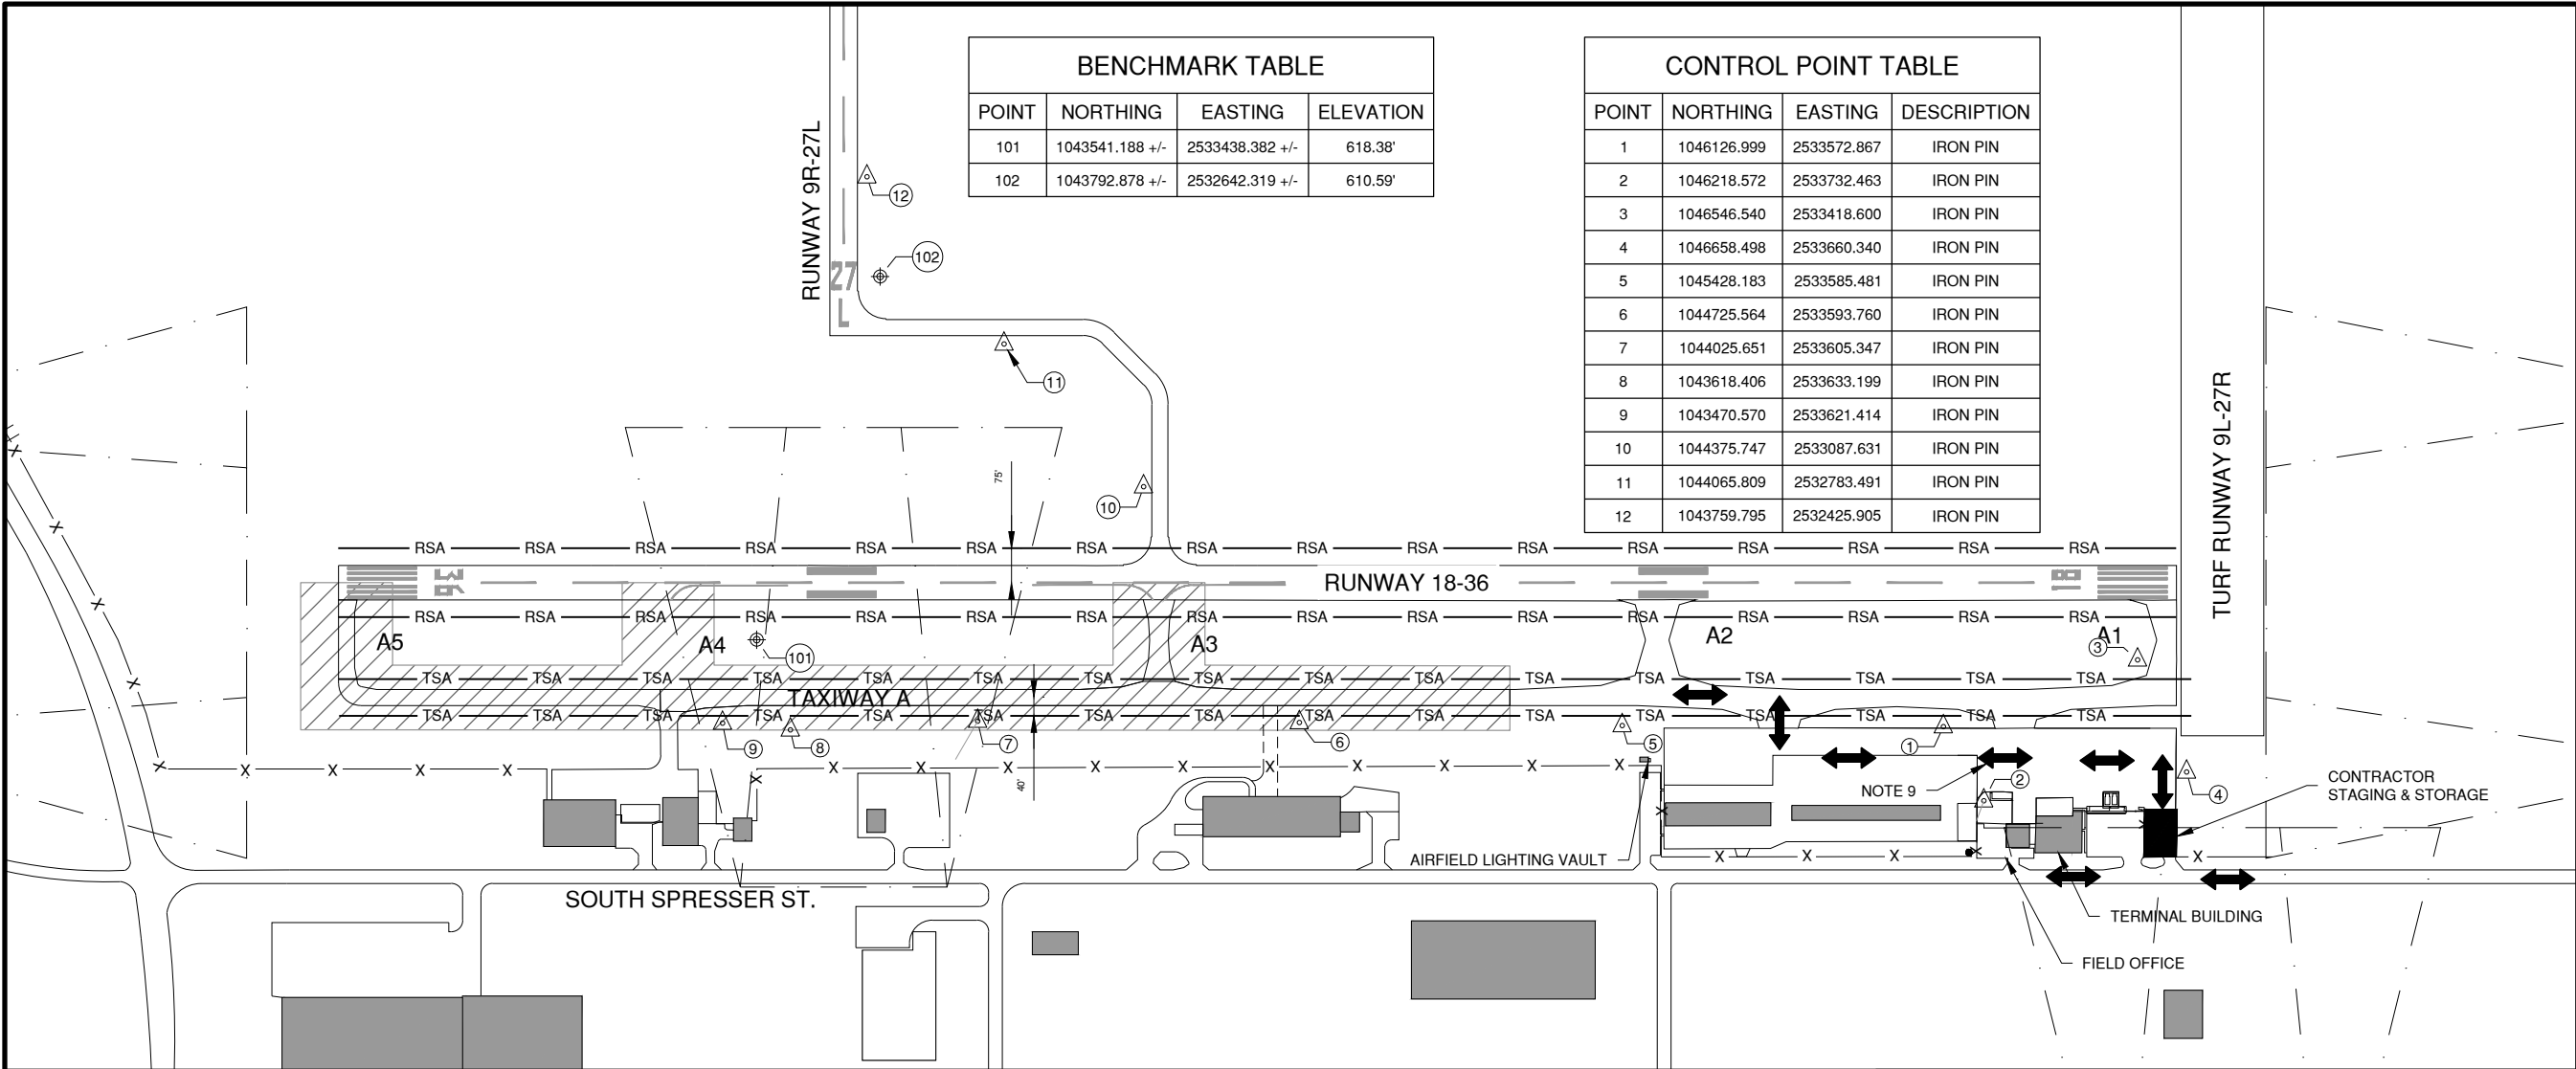 BENCHMARK TABLE
POINT NORTHING EASTING ELEVATION
101 1043541.188 +/- 2533438.382 +/- 618.38'
102 1043792.878 +/- 2532642.319 +/- 610.59'
CONTROL POINT TABLE
POINT NORTHING EASTING DESCRIPTION
1 1046126.999 2533572.867 IRON PIN
2 1046218.572 2533732.463 IRON PIN
3 1046546.540 2533418.600 IRON PIN
4 1046658.498 2533660.340 IRON PIN
5 1045428.183 2533585.481 IRON PIN
6 1044725.564 2533593.760 IRON PIN
7 1044025.651 2533605.347 IRON PIN
8 1043618.406 2533633.199 IRON PIN
9 1043470.570 2533621.414 IRON PIN
10 1044375.747 2533087.631 IRON PIN
11 1044065.809 2532783.491 IRON PIN
12 1043759.795 2532425.905 IRON PIN
RUNWAY 9R-27L
12
102
27
L
11
10
75'
TURF RUNWAY 9L-27R
RSA RSA RSA RSA RSA RSA RSA RSA RSA RSA RSA RSA RSA RSA RSA RSA
36
RUNWAY 18-36
18
RSA RSA RSA RSA RSA RSA RSA RSA RSA RSA RSA RSA RSA RSA RSA RSA
A5 A4 101 A3 A2 A1 3
TSA TSA TSA TSA TSA TSA TSA TSA TSA TSA TSA TSA TSA TSA TSA TSA
TAXIWAY A
TSA TSA TSA TSA TSA TSA TSA TSA TSA TSA TSA TSA TSA TSA TSA TSA
9 8 7 6 5 1
X X X X X X X X X X X X X X X X X X X X
40'
NOTE 9
2
4
CONTRACTOR
STAGING & STORAGE
X X
AIRFIELD LIGHTING VAULT
X X X X X
SOUTH SPRESSER ST.
TERMINAL BUILDING
FIELD OFFICE